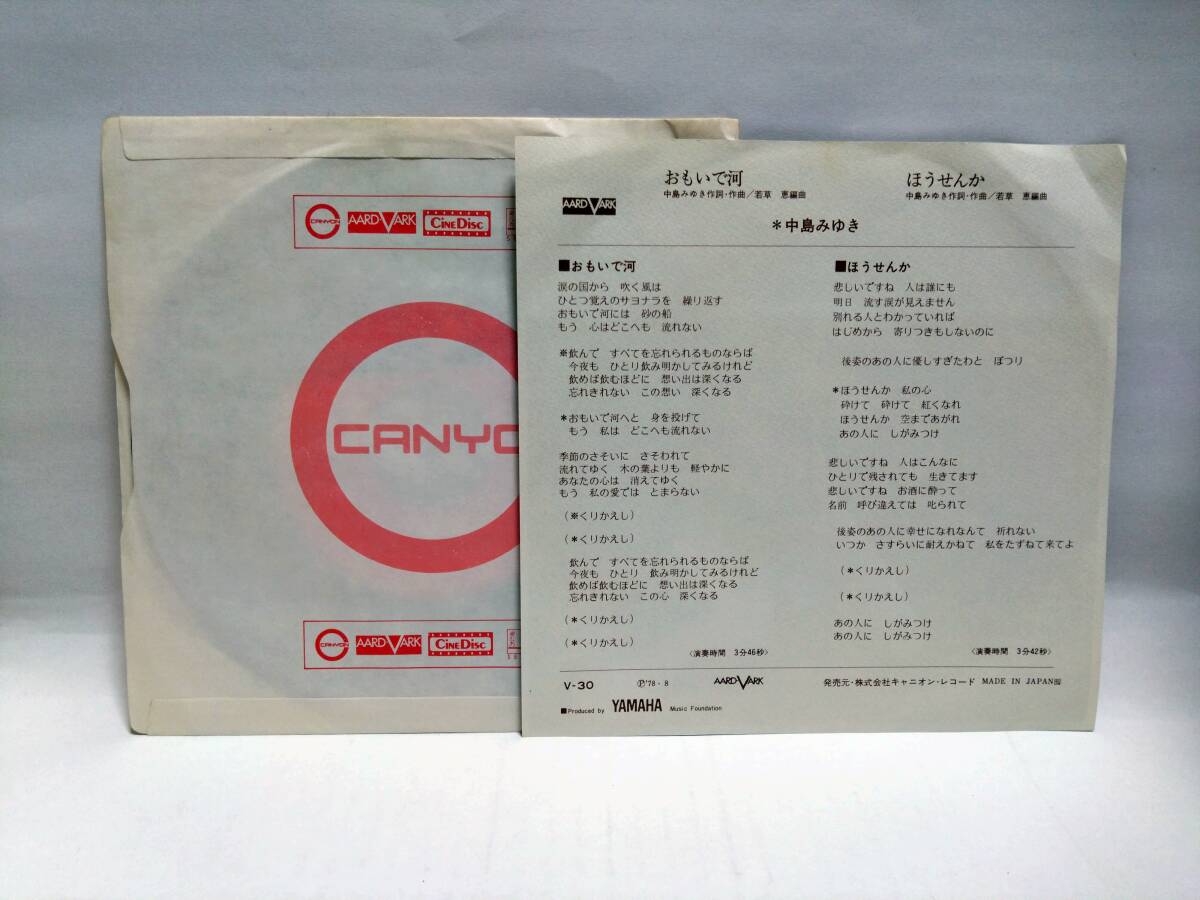 CANYON
AARD-VARK
CINEDISC
CANYO
CANYON
AARD-VARK
CINEDISC
AARDVARK
おもいで河
中島みゆき作詞・作曲／若草 恵編曲
ほうせんか
中島みゆき作詞・作曲／若草 恵編曲
＊中島みゆき
■おもいで河
涙の国から 吹く風は
ひとつ覚えのサヨナラを 繰り返す
おもいで河には 砂の船
もう 心はどこへも 流れない
※飲んで すべてを忘れられるものならば
今夜も ひとり飲み明かしてみるけれど
飲めば飲むほどに 想い出は深くなる
忘れきれない この想い 深くなる
＊おもいで河へと 身を投げて
もう 私は どこへも流れない
季節のさそいに さそわれて
流れてゆく 木の葉よりも 軽やかに
あなたの心は 消えてゆく
もう 私の愛では とまらない
（※くりかえし）
（＊くりかえし）
飲んで すべてを忘れられるものならば
今夜も ひとり 飲み明かしてみるけれど
飲めば飲むほどに 想い出は深くなる
忘れきれない この心 深くなる
（＊くりかえし）
（＊くりかえし）
〈演奏時間 3分46秒〉
■ほうせんか
悲しいですね 人は誰にも
明日 流す涙が見えません
別れる人とわかっていれば
はじめから 寄りつきもしないのに
後姿のあの人に優しすぎたわと ぽつり
＊ほうせんか 私の心
砕けて 砕けて 紅くなれ
ほうせんか 空まであがれ
あの人に しがみつけ
悲しいですね 人はこんなに
ひとりで残されても 生きてます
悲しいですね お酒に酔って
名前 呼び違えては 叱られて
後姿のあの人に幸せになれなんて 祈れない
いつか さすらいに耐えかねて 私をたずねて来てよ
（＊くりかえし）
（＊くりかえし）
あの人に しがみつけ
あの人に しがみつけ
〈演奏時間 3分42秒〉
V-30
Ⓟ'78・8
AARD-VARK
発売元・株式会社キャニオン・レコード MADE IN JAPAN
■Produced by YAMAHA Music Foundation